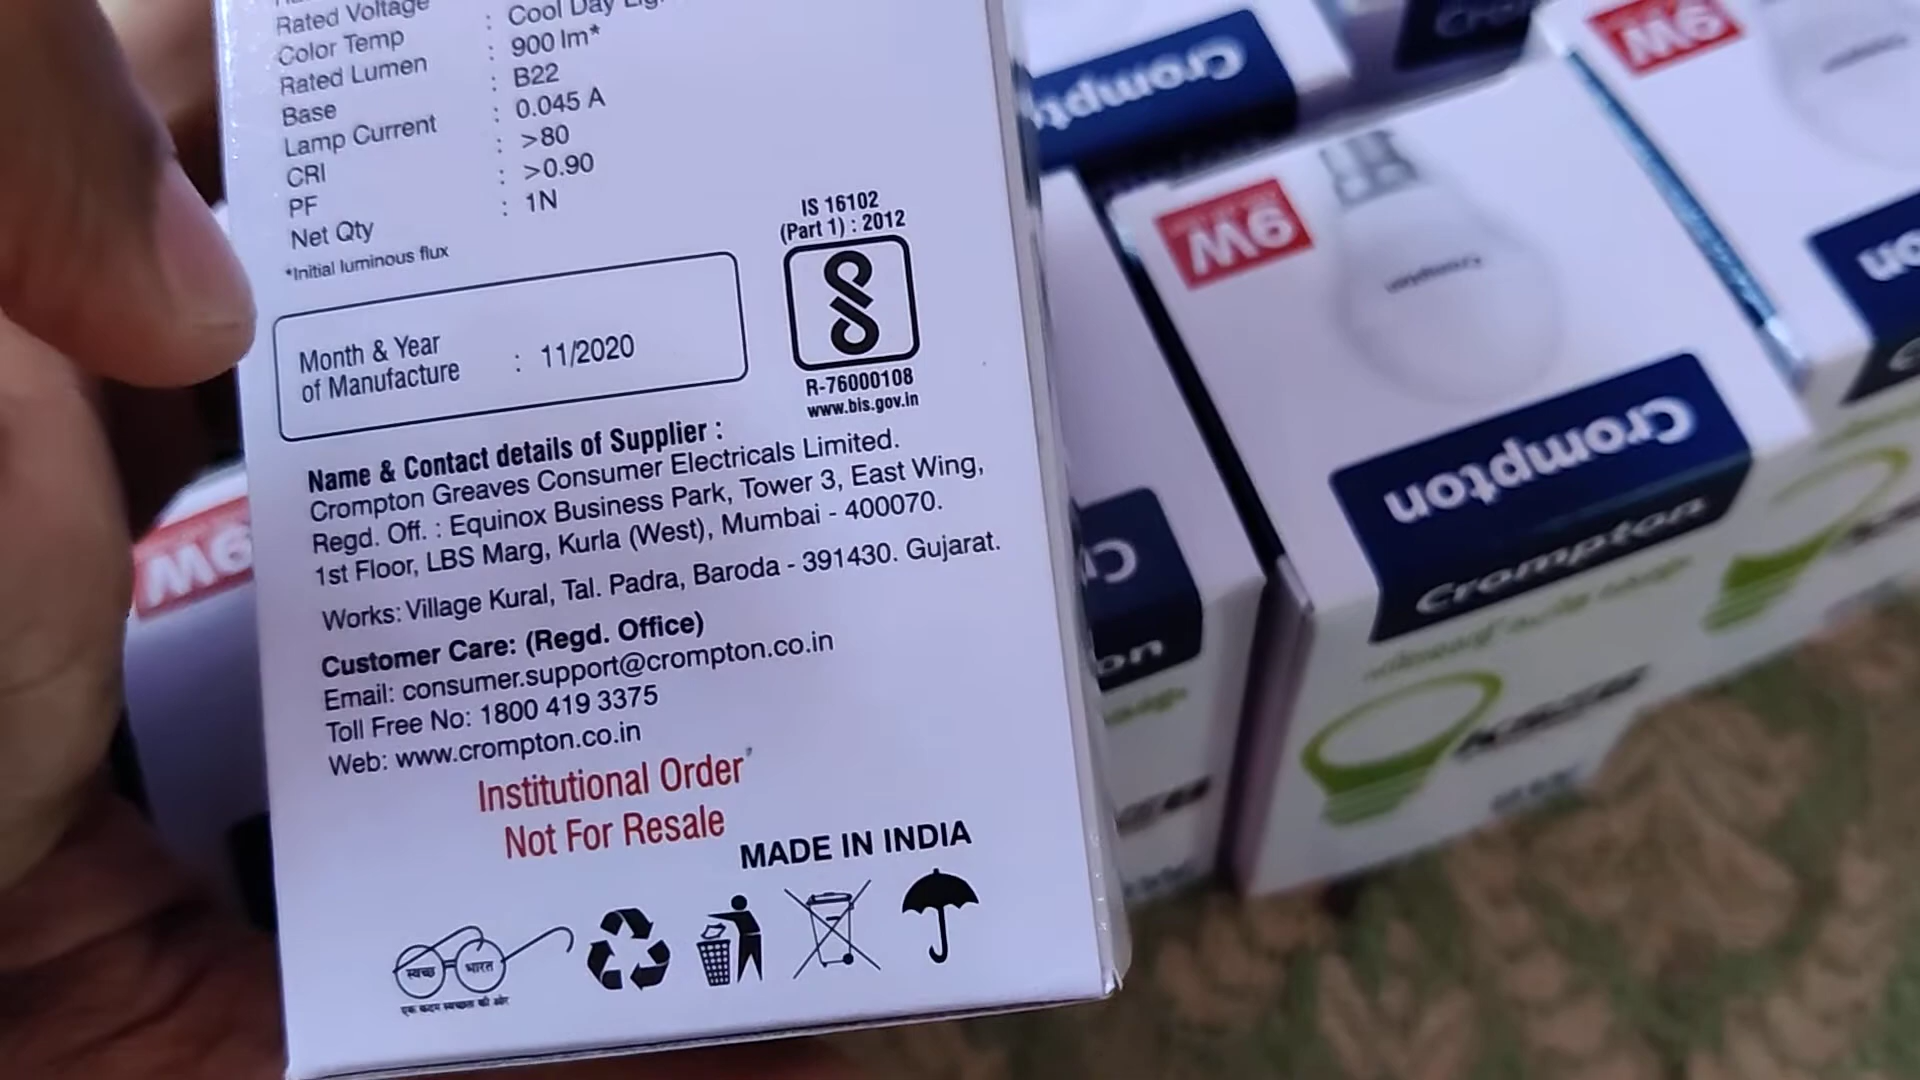 Rated Voltage
Color Temp : Cool Day
Rated Lumen : 900 lm*
Base : B22
Lamp Current : 0.045 A
CRI : >80
PF : >0.90
Net Qty : 1N
*Initial luminous flux
IS 16102
(Part 1) : 2012
R-76000108
www.bis.gov.in
Month & Year
of Manufacture : 11/2020
Name & Contact details of Supplier :
Crompton Greaves Consumer Electricals Limited.
Regd. Off. : Equinox Business Park, Tower 3, East Wing,
1st Floor, LBS Marg, Kurla (West), Mumbai - 400070.
Works: Village Kural, Tal. Padra, Baroda - 391430. Gujarat.
Customer Care: (Regd. Office)
Email: consumer.support@crompton.co.in
Toll Free No: 1800 419 3375
Web: www.crompton.co.in
Institutional Order
Not For Resale
MADE IN INDIA
स्वच्छ भारत
एक कदम स्वच्छता की ओर
9W
Crompton
9W
Crompton
Crompton
Crompton
9W